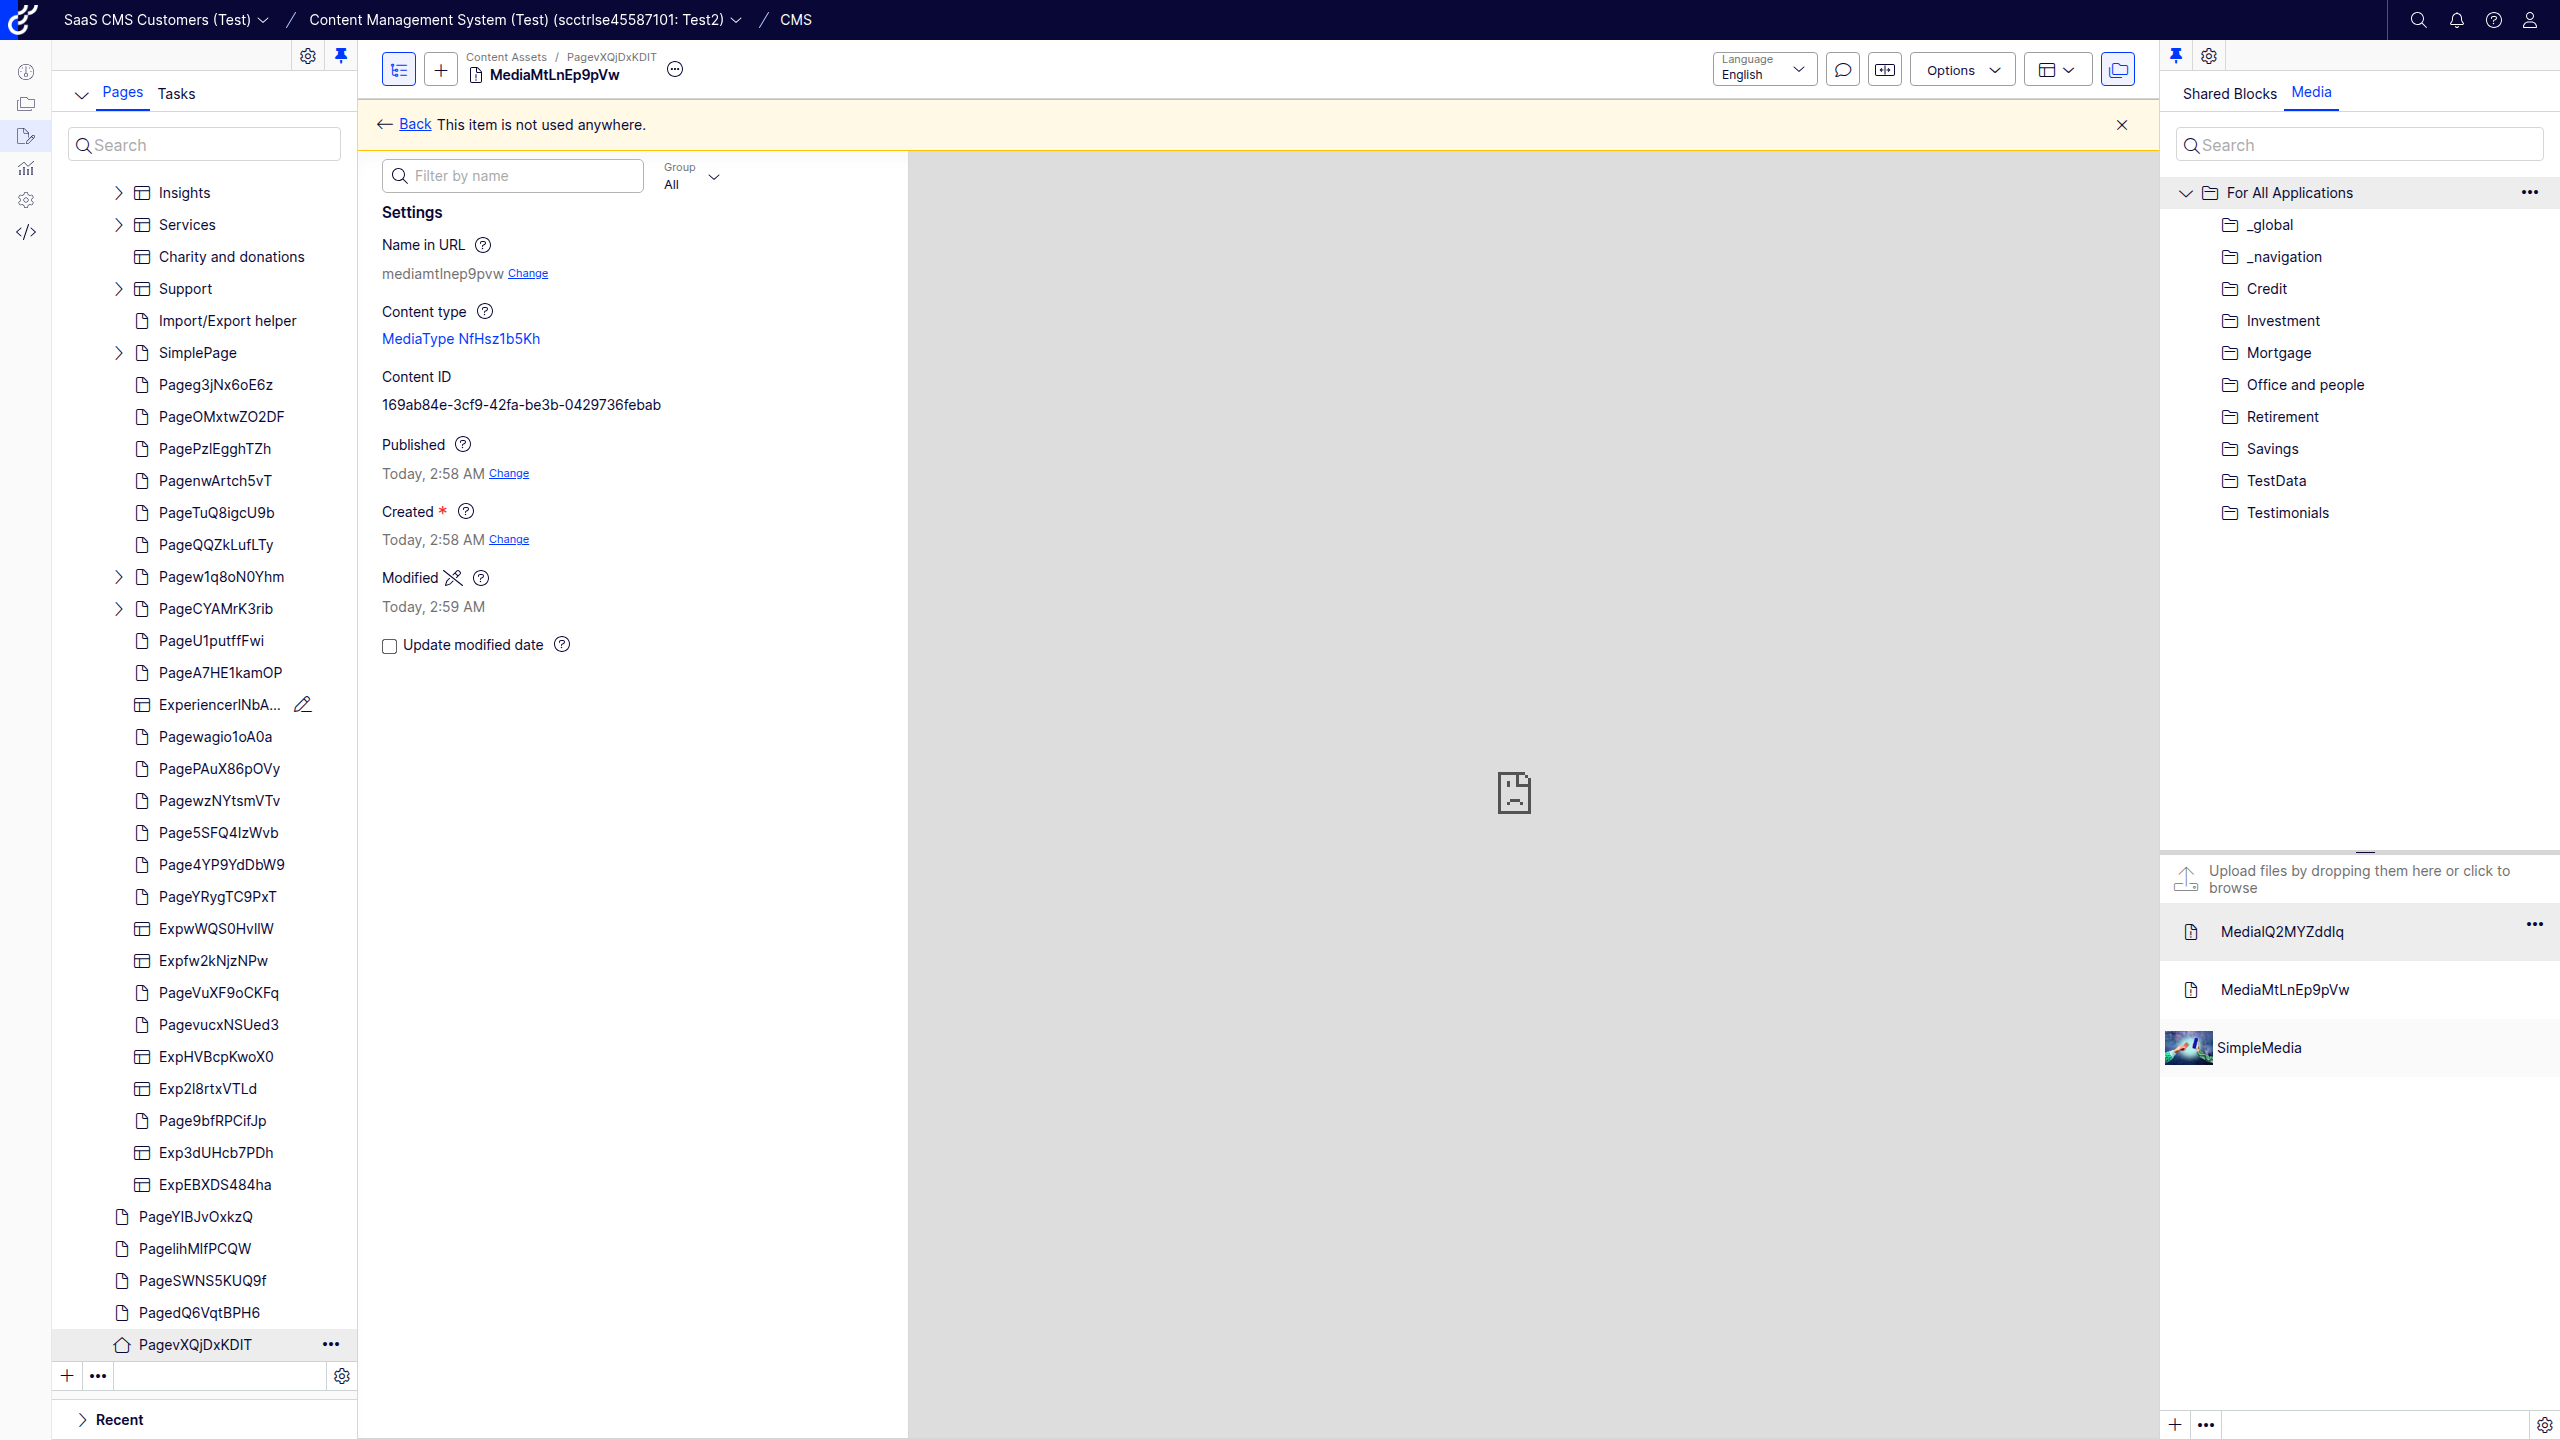 SaaS CMS Customers (Test) / Content Management System (Test) (scctrlse45587101: Test2) / CMS
Pages Tasks
Search
Insights
Services
Charity and donations
Support
Import/Export helper
SimplePage
Pageg3jNx6oE6z
PageOMxtwZO2DF
PagePzlEgghTZh
PagenwArtch5vT
PageTuQ8igcU9b
PageQQZkLufLTy
Pagew1q8oN0Yhm
PageCYAMrK3rib
PageU1putffFwi
PageA7HE1kamOP
ExperiencerlNbA...
Pagewagio1oA0a
PagePAuX86pOVy
PagewzNYtsmVTv
Page5SFQ4IzWvb
Page4YP9YdDbW9
PageYRygTC9PxT
ExpwWQS0HvllW
Expfw2kNjzNPw
PageVuXF9oCKFq
PagevucxNSUed3
ExpHVBcpKwoX0
Exp2l8rtxVTLd
Page9bfRPCifJp
Exp3dUHcb7PDh
ExpEBXDS484ha
PageYlBJvOxkzQ
PagelihMlfPCQW
PageSWNS5KUQ9f
PagedQ6VqtBPH6
PagevXQjDxKDIT
Recent
Content Assets / PagevXQjDxKDIT
MediaMtLnEp9pVw
Language
English
Options
Back This item is not used anywhere.
Filter by name
Group
All
Settings
Name in URL
mediamtlnep9pvw Change
Content type
MediaType NfHsz1b5Kh
Content ID
169ab84e-3cf9-42fa-be3b-0429736febab
Published
Today, 2:58 AM Change
Created *
Today, 2:58 AM Change
Modified
Today, 2:59 AM
Update modified date
Shared Blocks Media
Search
For All Applications
_global
_navigation
Credit
Investment
Mortgage
Office and people
Retirement
Savings
TestData
Testimonials
Upload files by dropping them here or click to
browse
MedialQ2MYZddlq
MediaMtLnEp9pVw
SimpleMedia